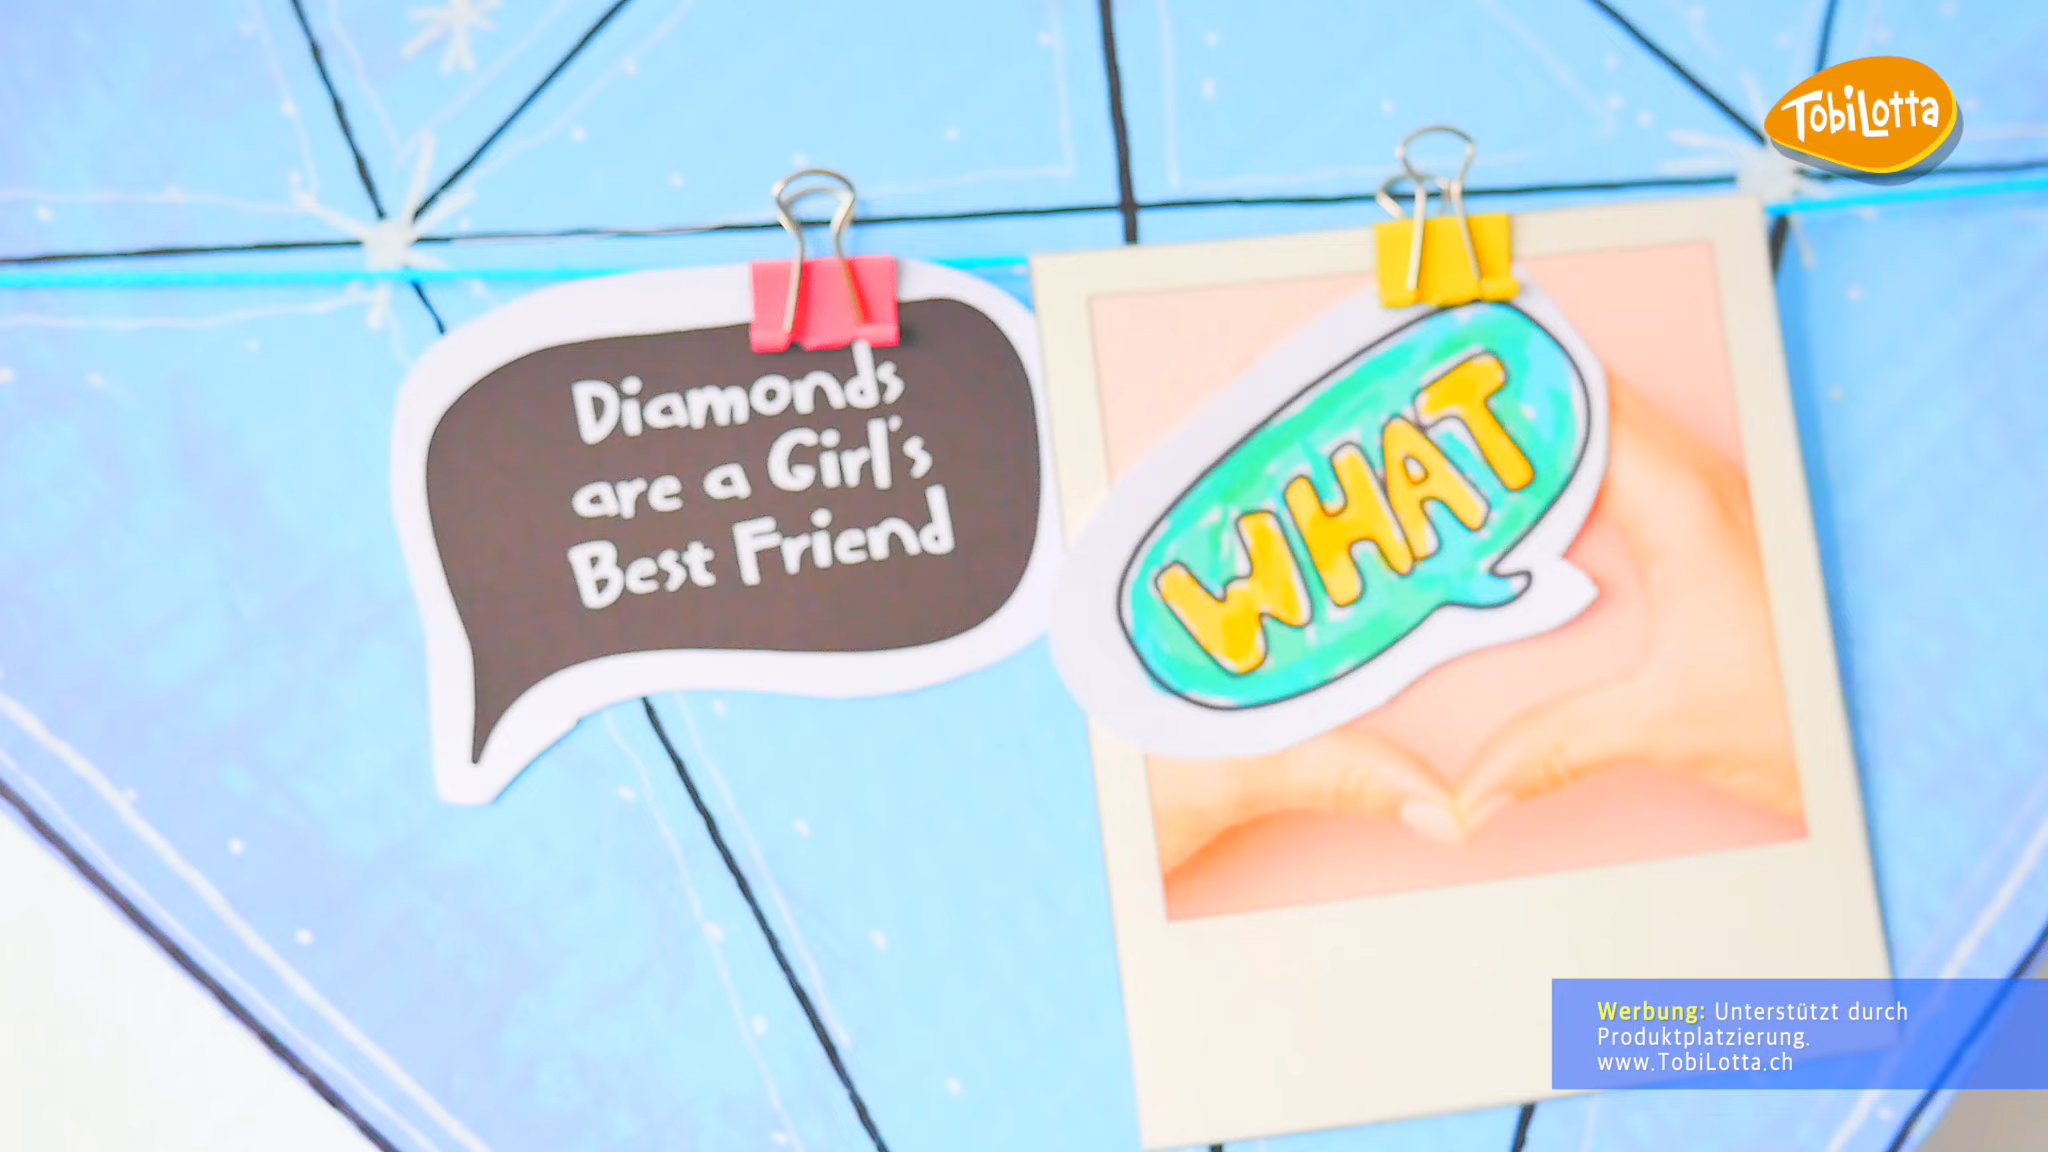 TobiLotta
Diamonds
are a Girl's
Best Friend
WHAT
Werbung: Unterstützt durch
Produktplatzierung.
www.TobiLotta.ch